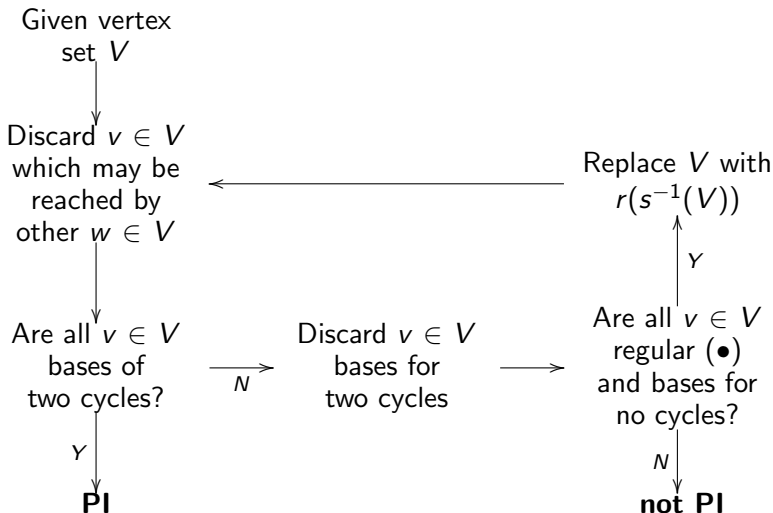 Given vertex
set V
Discard v ∈ V
which may be
reached by
other w ∈ V
Replace V with
r(s⁻¹(V))
Y
Are all v ∈ V
bases of
two cycles?
N
Discard v ∈ V
bases for
two cycles
Are all v ∈ V
regular (•)
and bases for
no cycles?
Y
N
PI
not PI